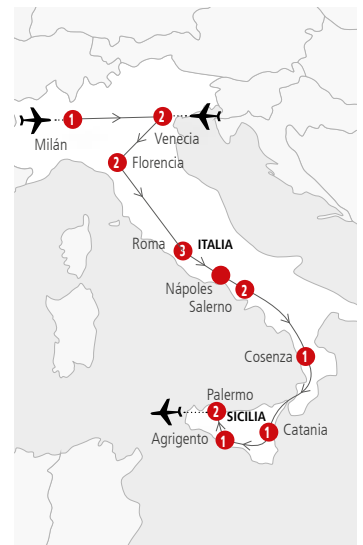 1
2
Milán
Venecia
2
Florencia
Roma
3
ITALIA
Nápoles
2
Salerno
Cosenza
1
Palermo
2
SICILIA
Agrigento
1
1
Catania